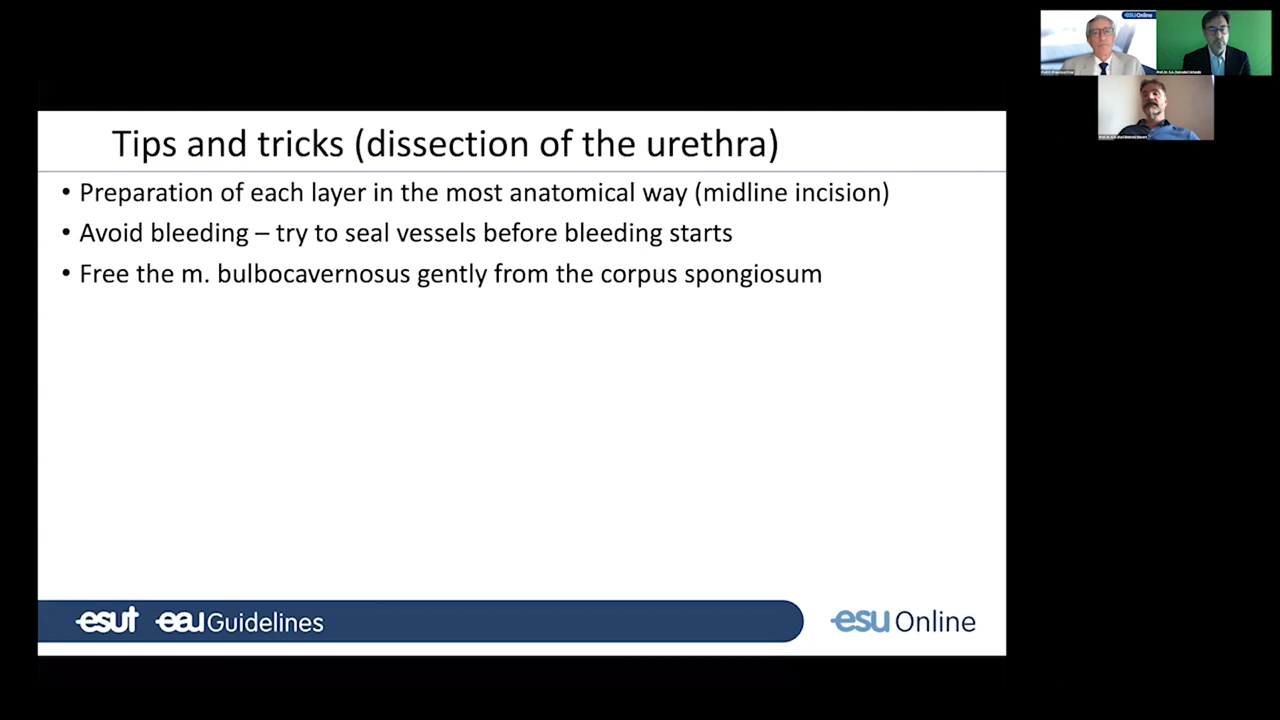 Tips and tricks (dissection of the urethra)
• Preparation of each layer in the most anatomical way (midline incision)
• Avoid bleeding – try to seal vessels before bleeding starts
• Free the m. bulbocavernosus gently from the corpus spongiosum
esut eau Guidelines
esu Online
esu Online